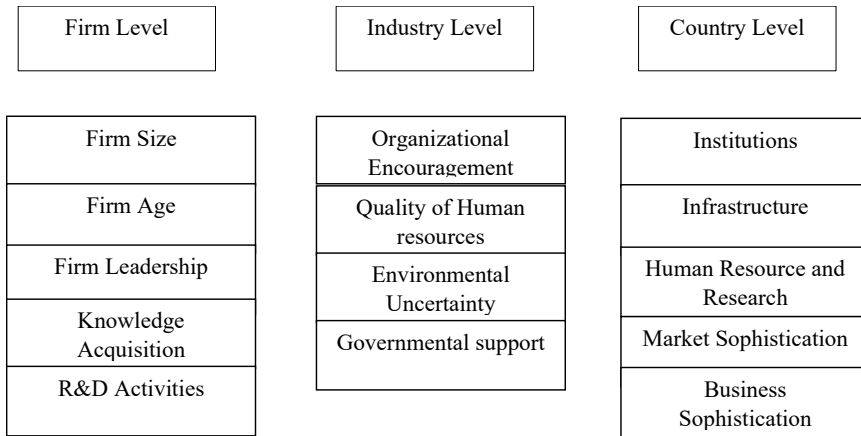 Firm Level
Industry Level
Country Level
Firm Size
Firm Age
Firm Leadership
Knowledge
Acquisition
R&D Activities
Organizational
Encouragement
Quality of Human
resources
Environmental
Uncertainty
Governmental support
Institutions
Infrastructure
Human Resource and
Research
Market Sophistication
Business
Sophistication